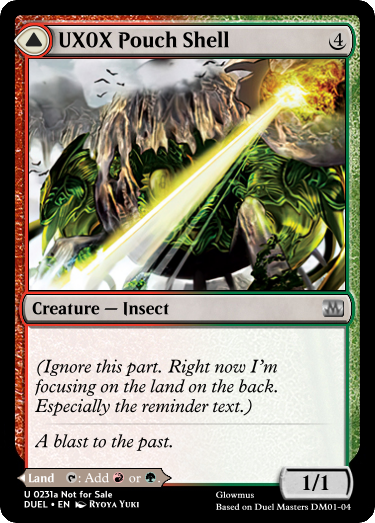 UXOX Pouch Shell 4
Creature — Insect
(Ignore this part. Right now I'm
focusing on the land on the back.
Especially the reminder text.)
A blast to the past.
Land : Add or .
1/1
U 0231a Not for Sale
DUEL • EN Ryoya Yuki
Glowmus
Based on Duel Masters DM01-04